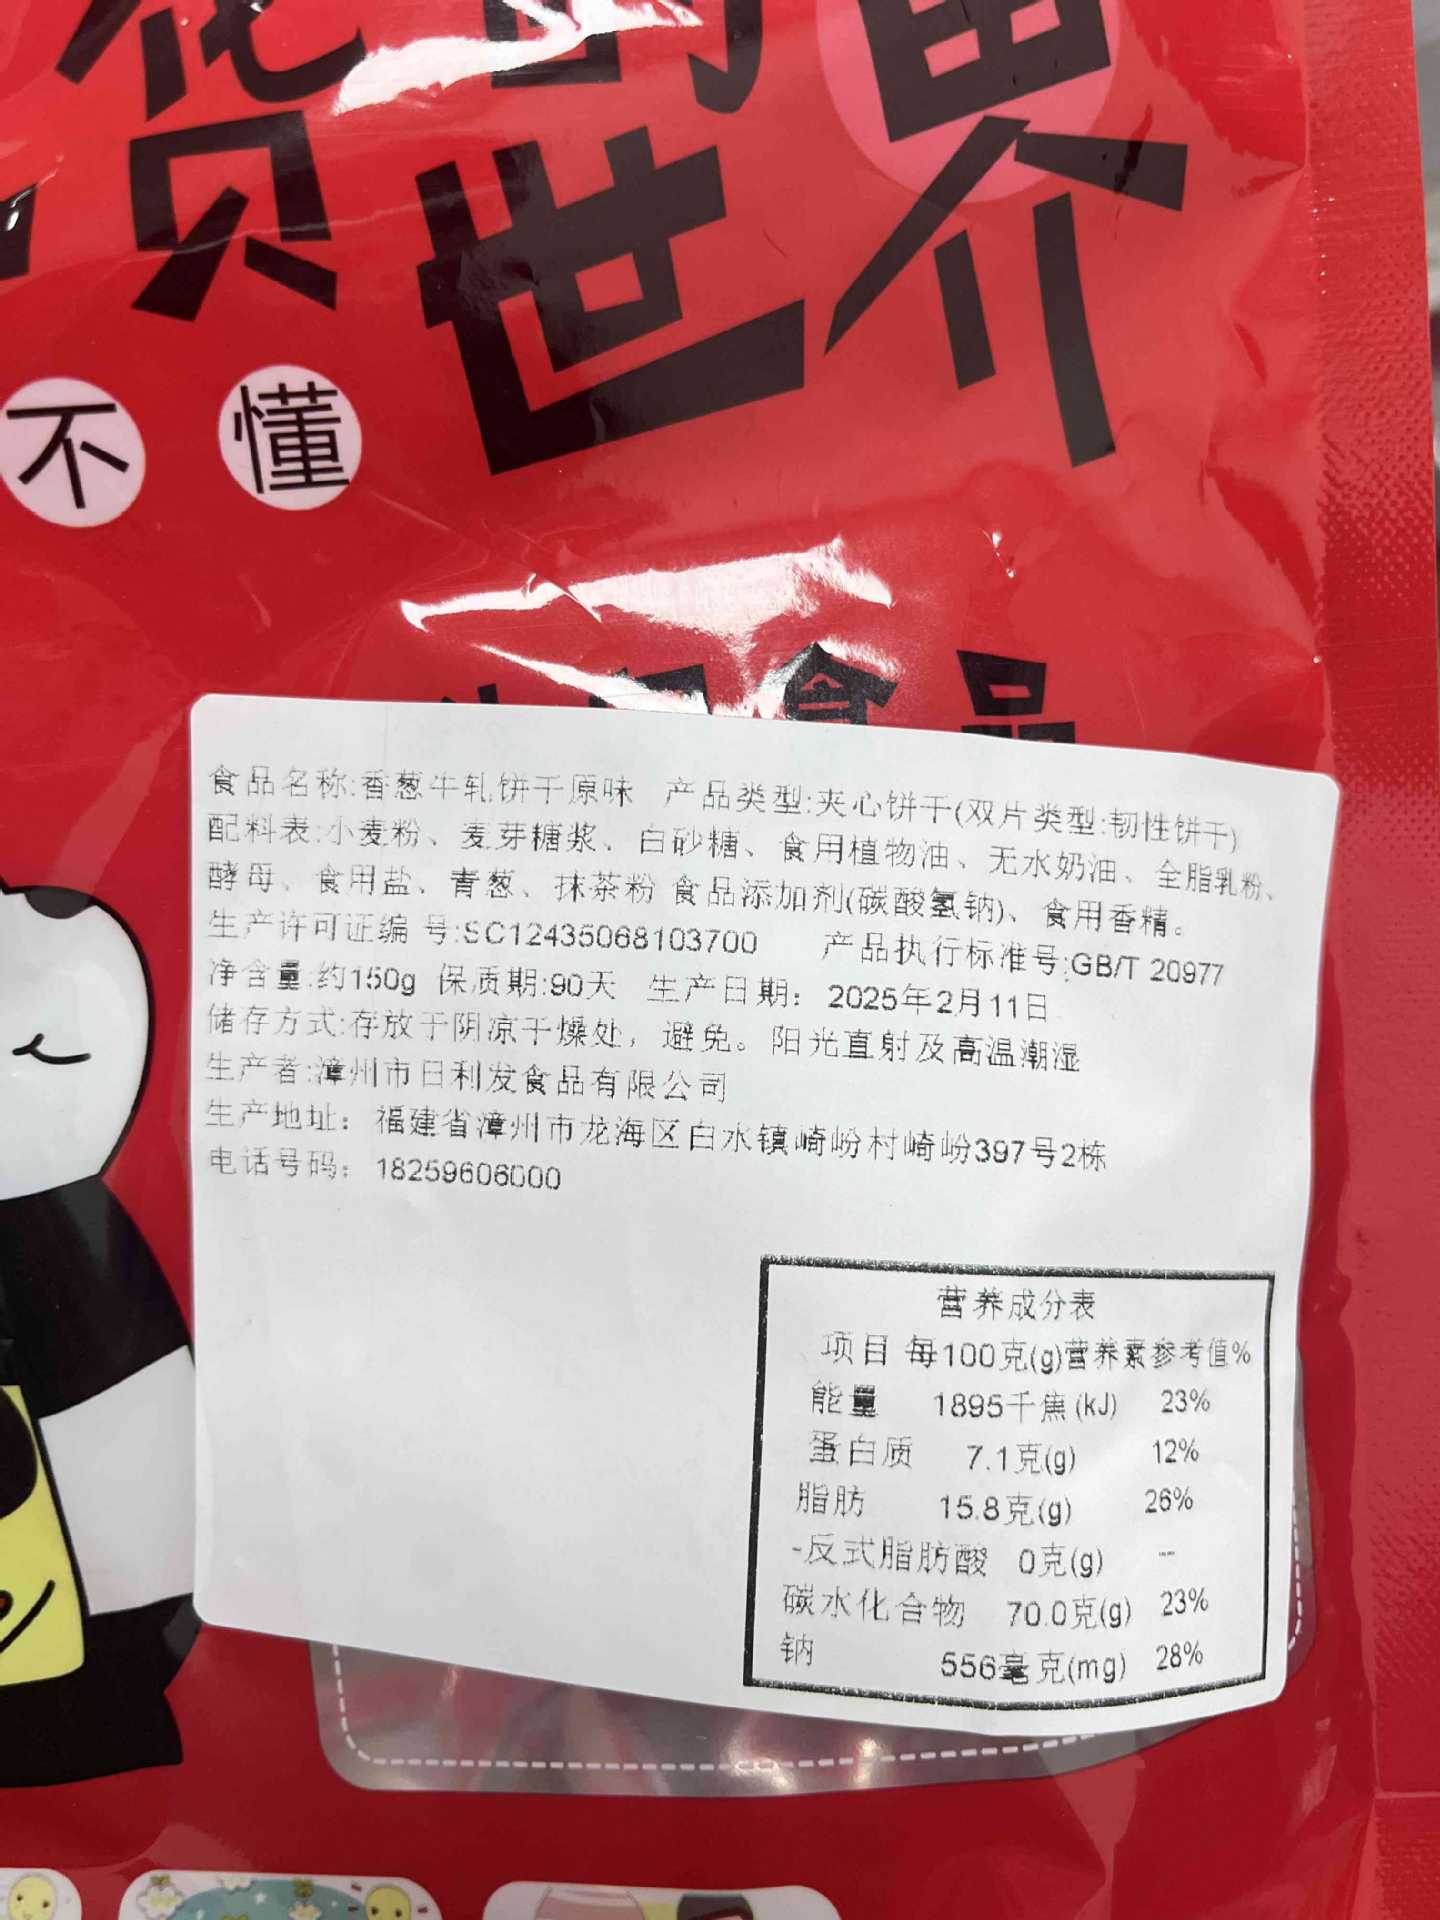 货的世界
不懂
食品
食品名称:香葱牛轧饼干原味 产品类型:夹心饼干(双片类型:韧性饼干)
配料表:小麦粉、麦芽糖浆、白砂糖、食用植物油、无水奶油、全脂乳粉、
酵母、食用盐、青葱、抹茶粉 食品添加剂(碳酸氢钠)、食用香精。
生产许可证编 号:SC12435068103700 产品执行标准号:GB/T 20977
净含量:约150g 保质期:90天 生产日期：2025年2月11日
储存方式:存放于阴凉干燥处，避免。阳光直射及高温潮湿
生产者:漳州市日利发食品有限公司
生产地址：福建省漳州市龙海区白水镇崎岎村崎岎397号2栋
电话号码：18259606000
营养成分表
项目 每100克(g)营养素参考值%
能量 1895千焦(kJ) 23%
蛋白质 7.1克(g) 12%
脂肪 15.8克(g) 26%
-反式脂肪酸 0克(g) --
碳水化合物 70.0克(g) 23%
钠 556毫克(mg) 28%